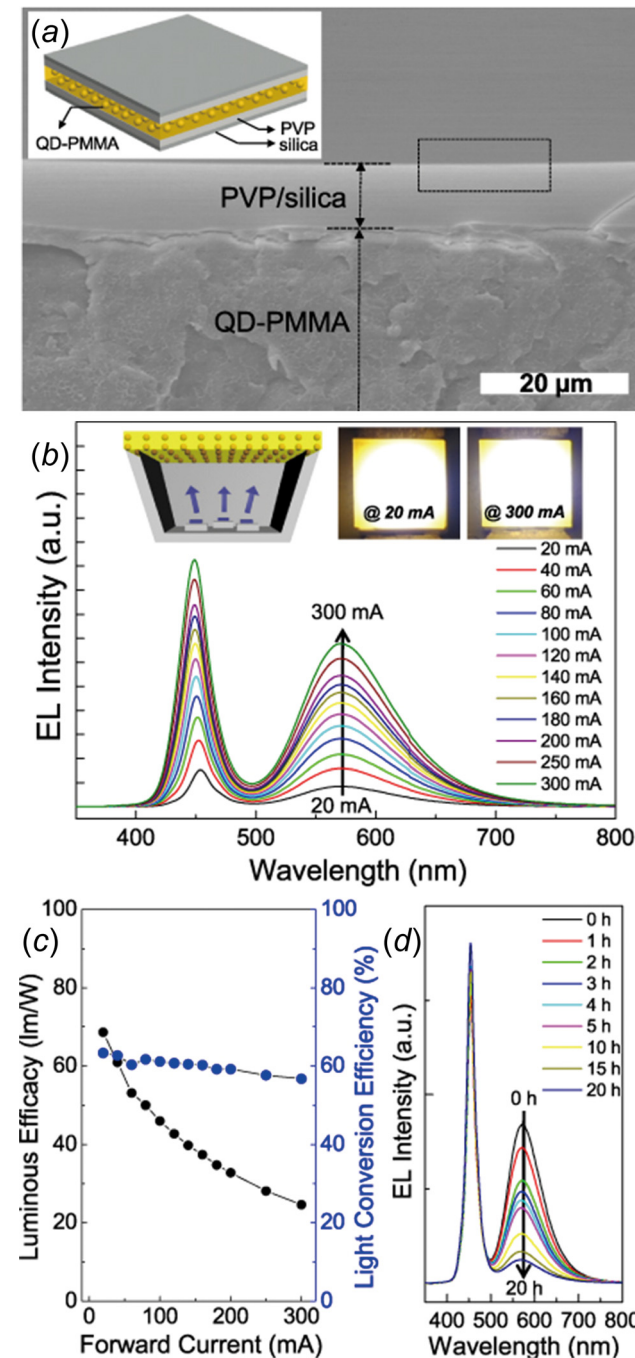 (a)
QD-PMMA
PVP
silica
PVP/silica
QD-PMMA
20 µm
(b)
EL Intensity (a.u.)
@ 20 mA
@ 300 mA
300 mA
20 mA
20 mA
40 mA
60 mA
80 mA
100 mA
120 mA
140 mA
160 mA
180 mA
200 mA
250 mA
300 mA
400 500 600 700 800
Wavelength (nm)
(c)
Luminous Efficacy (lm/W)
100
80
60
40
20
0
100
80
60
40
20
0
Light Conversion Efficiency (%)
0 50 100 150 200 250 300
Forward Current (mA)
(d)
EL Intensity (a.u.)
0 h
1 h
2 h
3 h
4 h
5 h
10 h
15 h
20 h
0 h
20 h
400 500 600 700 800
Wavelength (nm)